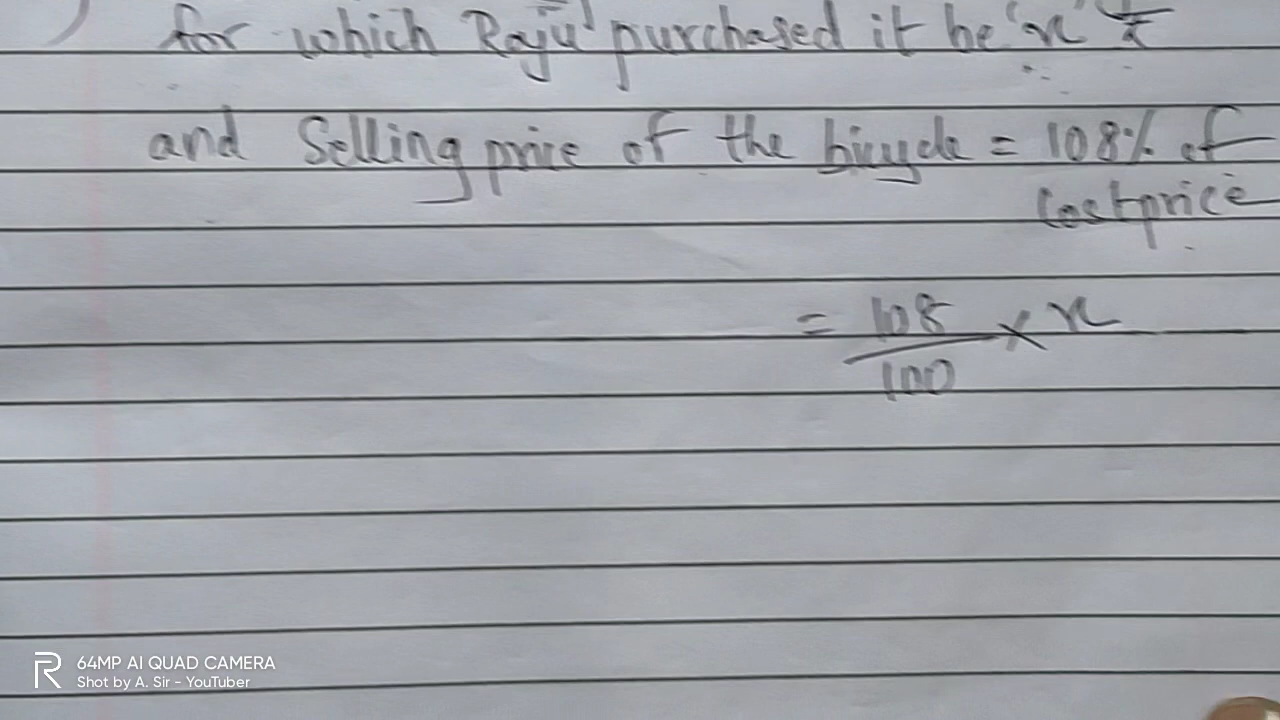 for which Raju purchased it be 'x' ₹
and Selling price of the bicycle = 108% of
Cost price
= 108/100 × x
64MP AI QUAD CAMERA
Shot by A. Sir - YouTuber